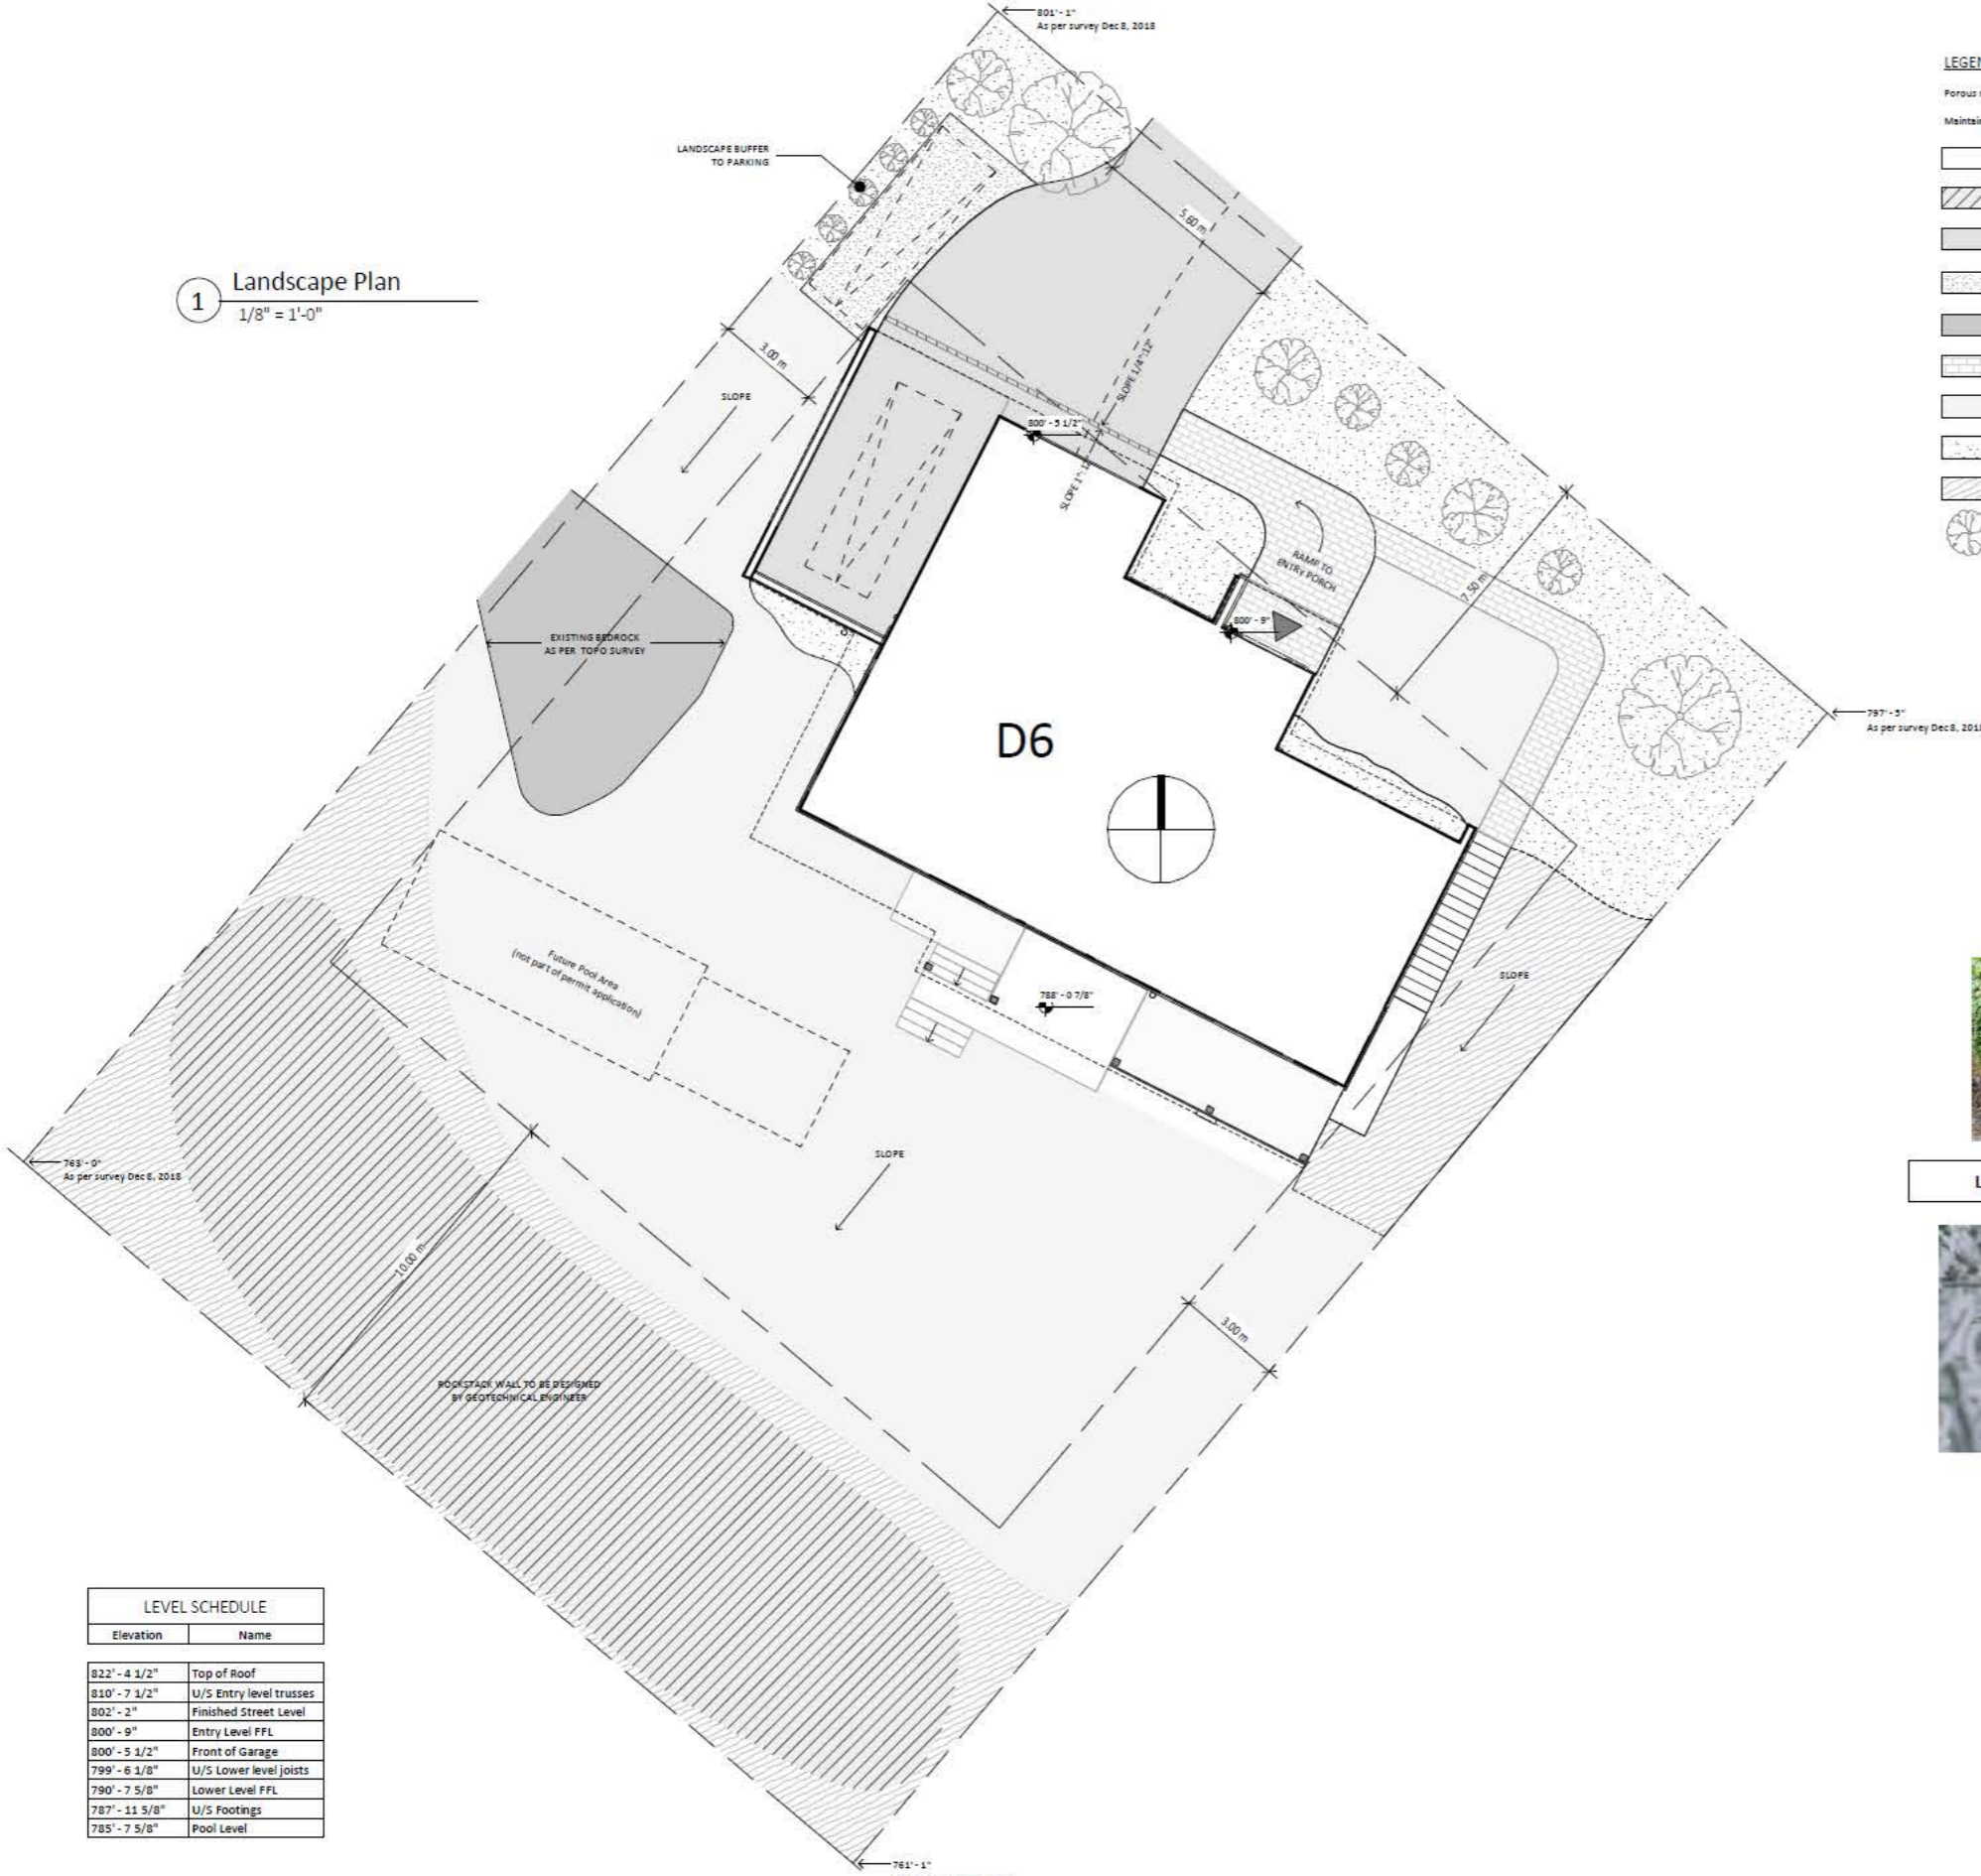 801' - 1"
As per survey Dec 8, 2018
LANDSCAPE BUFFER
TO PARKING
1
Landscape Plan
1/8" = 1'-0"
5.60 m
3.00 m
SLOPE
SLOPE 1/4":12"
800' - 5 1/2"
SLOPE 1":12"
RAMP TO
ENTRY PORCH
7.50 m
800' - 9"
EXISTING BEDROCK
AS PER TOPO SURVEY
D6
797' - 5"
As per survey Dec 8, 2018
Future Pool Area
(not part of permit application)
788' - 0 7/8"
SLOPE
SLOPE
763' - 0"
As per survey Dec 8, 2018
10.00 m
3.00 m
ROCKSTACK WALL TO BE DESIGNED
BY GEOTECHNICAL ENGINEER
761' - 1"
LEVEL SCHEDULE
Elevation Name
822' - 4 1/2" Top of Roof
810' - 7 1/2" U/S Entry level trusses
802' - 2" Finished Street Level
800' - 9" Entry Level FFL
800' - 5 1/2" Front of Garage
799' - 6 1/8" U/S Lower level joists
790' - 7 5/8" Lower Level FFL
787' - 11 5/8" U/S Footings
785' - 7 5/8" Pool Level
LEGEN
Porous
Maintai
L